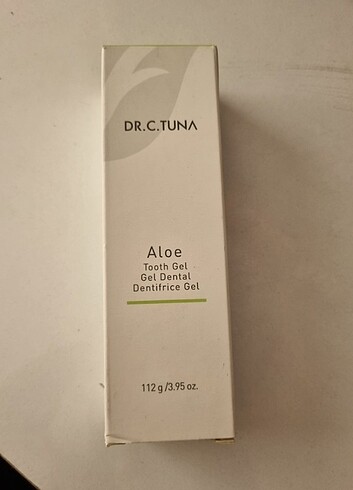 DR.C.TUNA
Aloe
Tooth Gel
Gel Dental
Dentifrice Gel
112 g/3.95 oz.